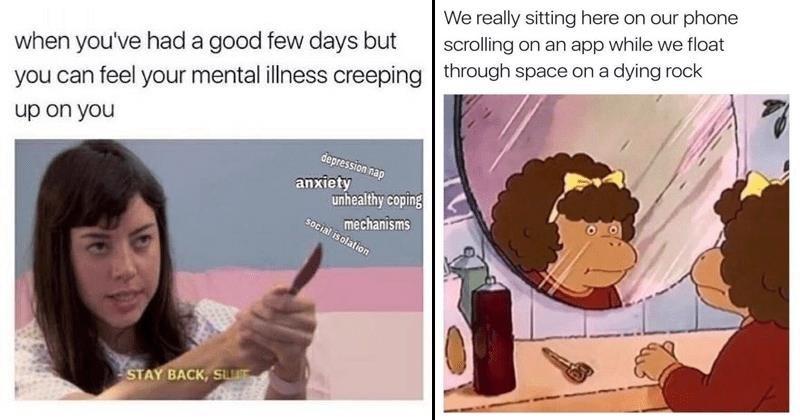 when you've had a good few days but
you can feel your mental illness creeping
up on you
depression nap
anxiety
unhealthy coping
mechanisms
social isolation
STAY BACK, SLUT
We really sitting here on our phone
scrolling on an app while we float
through space on a dying rock